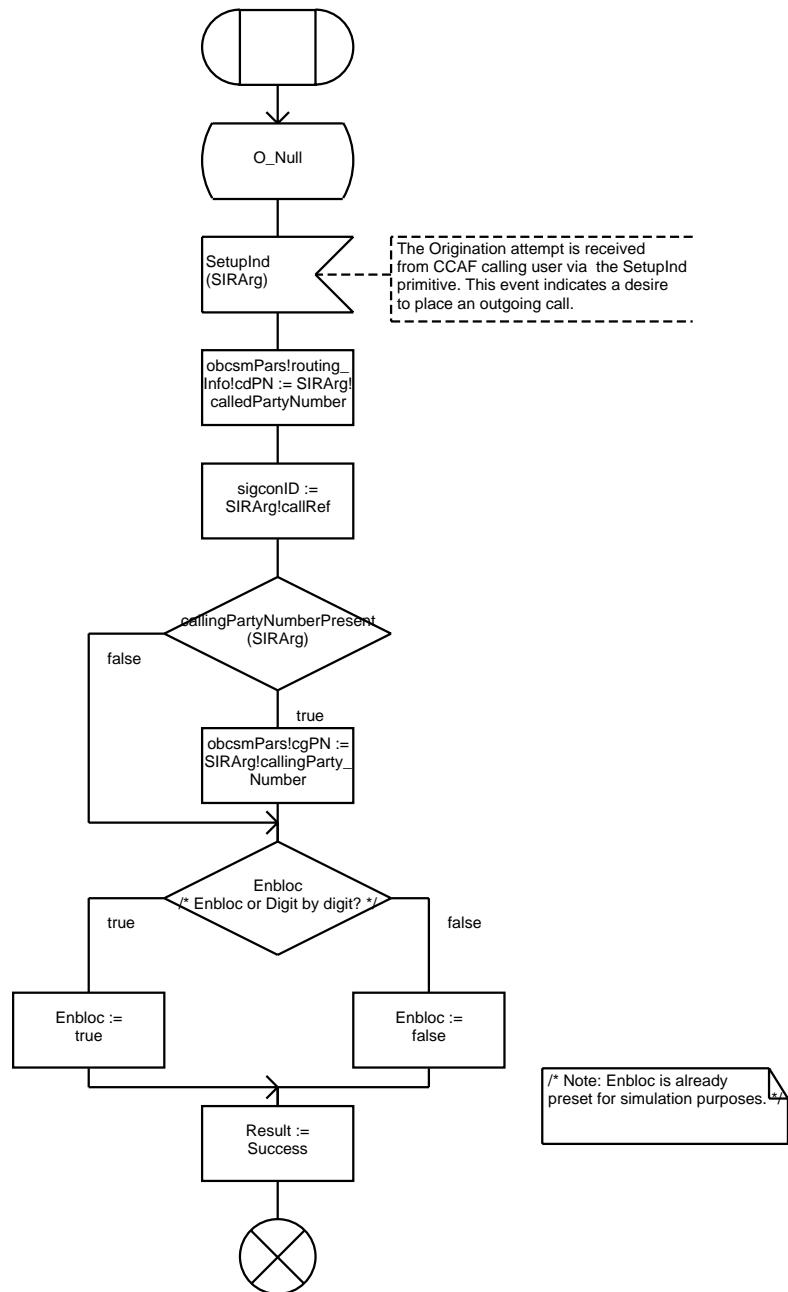 O_Null
SetupInd
(SIRArg)
The Origination attempt is received
from CCAF calling user via the SetupInd
primitive. This event indicates a desire
to place an outgoing call.
obcsmPars!routing_
Info!cdPN := SIRArg!
calledPartyNumber
sigconID :=
SIRArg!callRef
callingPartyNumberPresent
(SIRArg)
false
true
obcsmPars!cgPN :=
SIRArg!callingParty_
Number
Enbloc
/* Enbloc or Digit by digit? */
true
false
Enbloc :=
true
Enbloc :=
false
/* Note: Enbloc is already
preset for simulation purposes. */
Result :=
Success